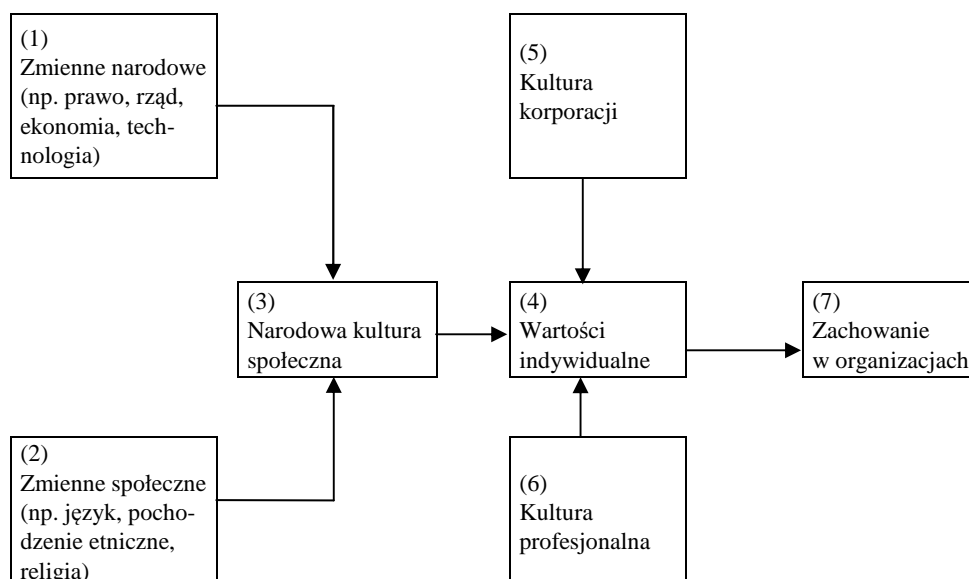 (1)
Zmienne narodowe
(np. prawo, rząd,
ekonomia, tech-
nologia)
(5)
Kultura
korporacji
(3)
Narodowa kultura
społeczna
(4)
Wartości
indywidualne
(7)
Zachowanie
w organizacjach
(2)
Zmienne społeczne
(np. język, pocho-
dzenie etniczne,
religia)
(6)
Kultura
profesjonalna